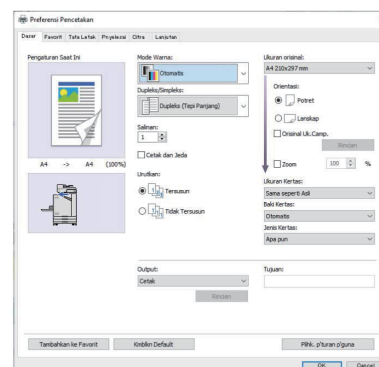 Preferensi Pencetakan
Dasar Favorit Tata Letak Penyelesai Citra Lanjutan
Pengaturan Saat Ini
A4 -> A4 (100%)
Mode Warna:
Otomatis
Dupleks/Simpleks:
Dupleks (Tepi Panjang)
Salinan:
1
Cetak dan Jeda
Urutkan:
Tersusun
Tidak Tersusun
Output:
Cetak
Rincian
Ukuran orisinal:
A4 210x297 mm
Orientasi:
Potret
Lanskap
Orisinal Uk.Camp.
Rincian
Zoom 100 %
Ukuran Kertas:
Sama seperti Asli
Baki Kertas:
Otomatis
Jenis Kertas:
Apa pun
Tujuan:
Tambahkan ke Favorit Kmblikn Default Pilihk. p'turan p'guna
OK Cancel